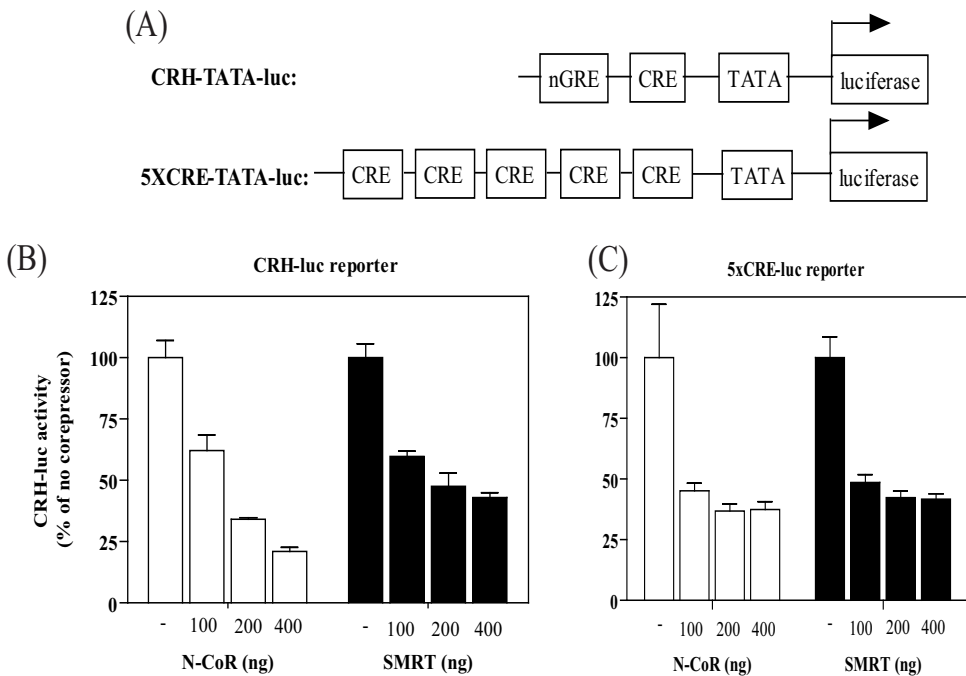 (A)
CRH-TATA-luc:
nGRE CRE TATA luciferase
5XCRE-TATA-luc:
CRE CRE CRE CRE CRE TATA luciferase
(B)
CRH-luc reporter
CRH-luc activity
(% of no corepressor)
125
100
75
50
25
0
- 100 200 400 - 100 200 400
N-CoR (ng) SMRT (ng)
(C)
5xCRE-luc reporter
125
100
75
50
25
0
- 100 200 400 - 100 200 400
N-CoR (ng) SMRT (ng)